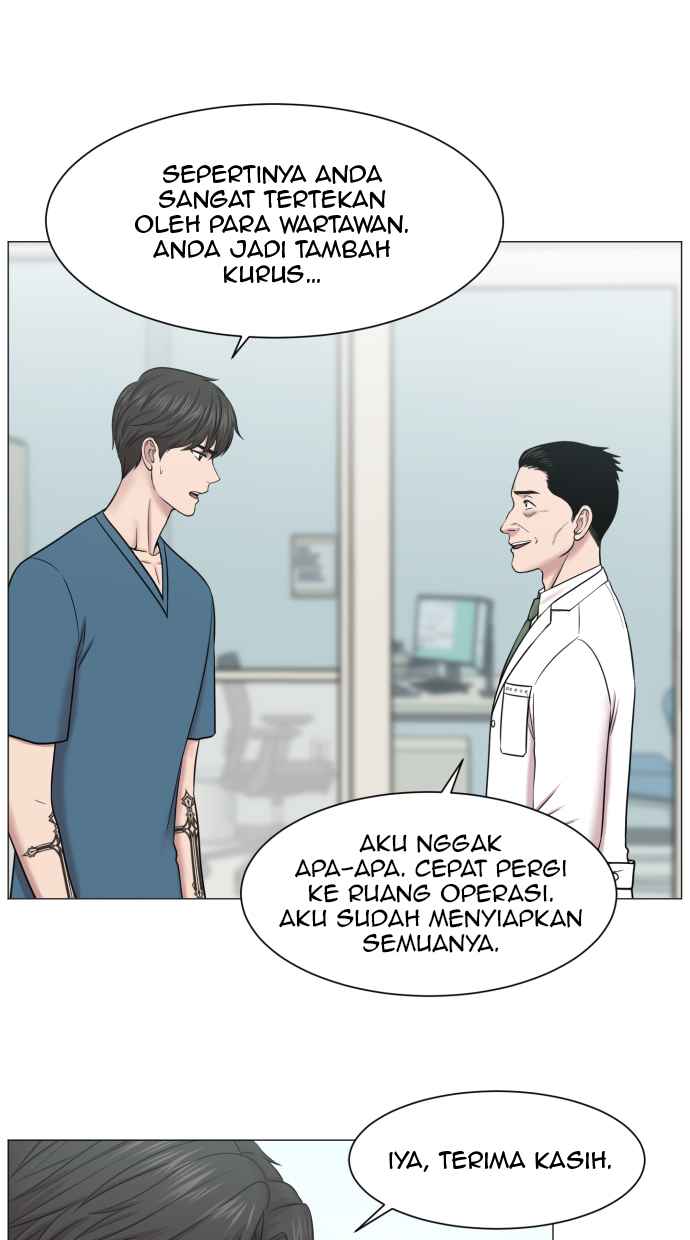 SEPERTINYA ANDA
SANGAT TERTEKAN
OLEH PARA WARTAWAN.
ANDA JADI TAMBAH
KURUS...
AKU NGGAK
APA-APA. CEPAT PERGI
KE RUANG OPERASI.
AKU SUDAH MENYIAPKAN
SEMUANYA.
IYA, TERIMA KASIH.